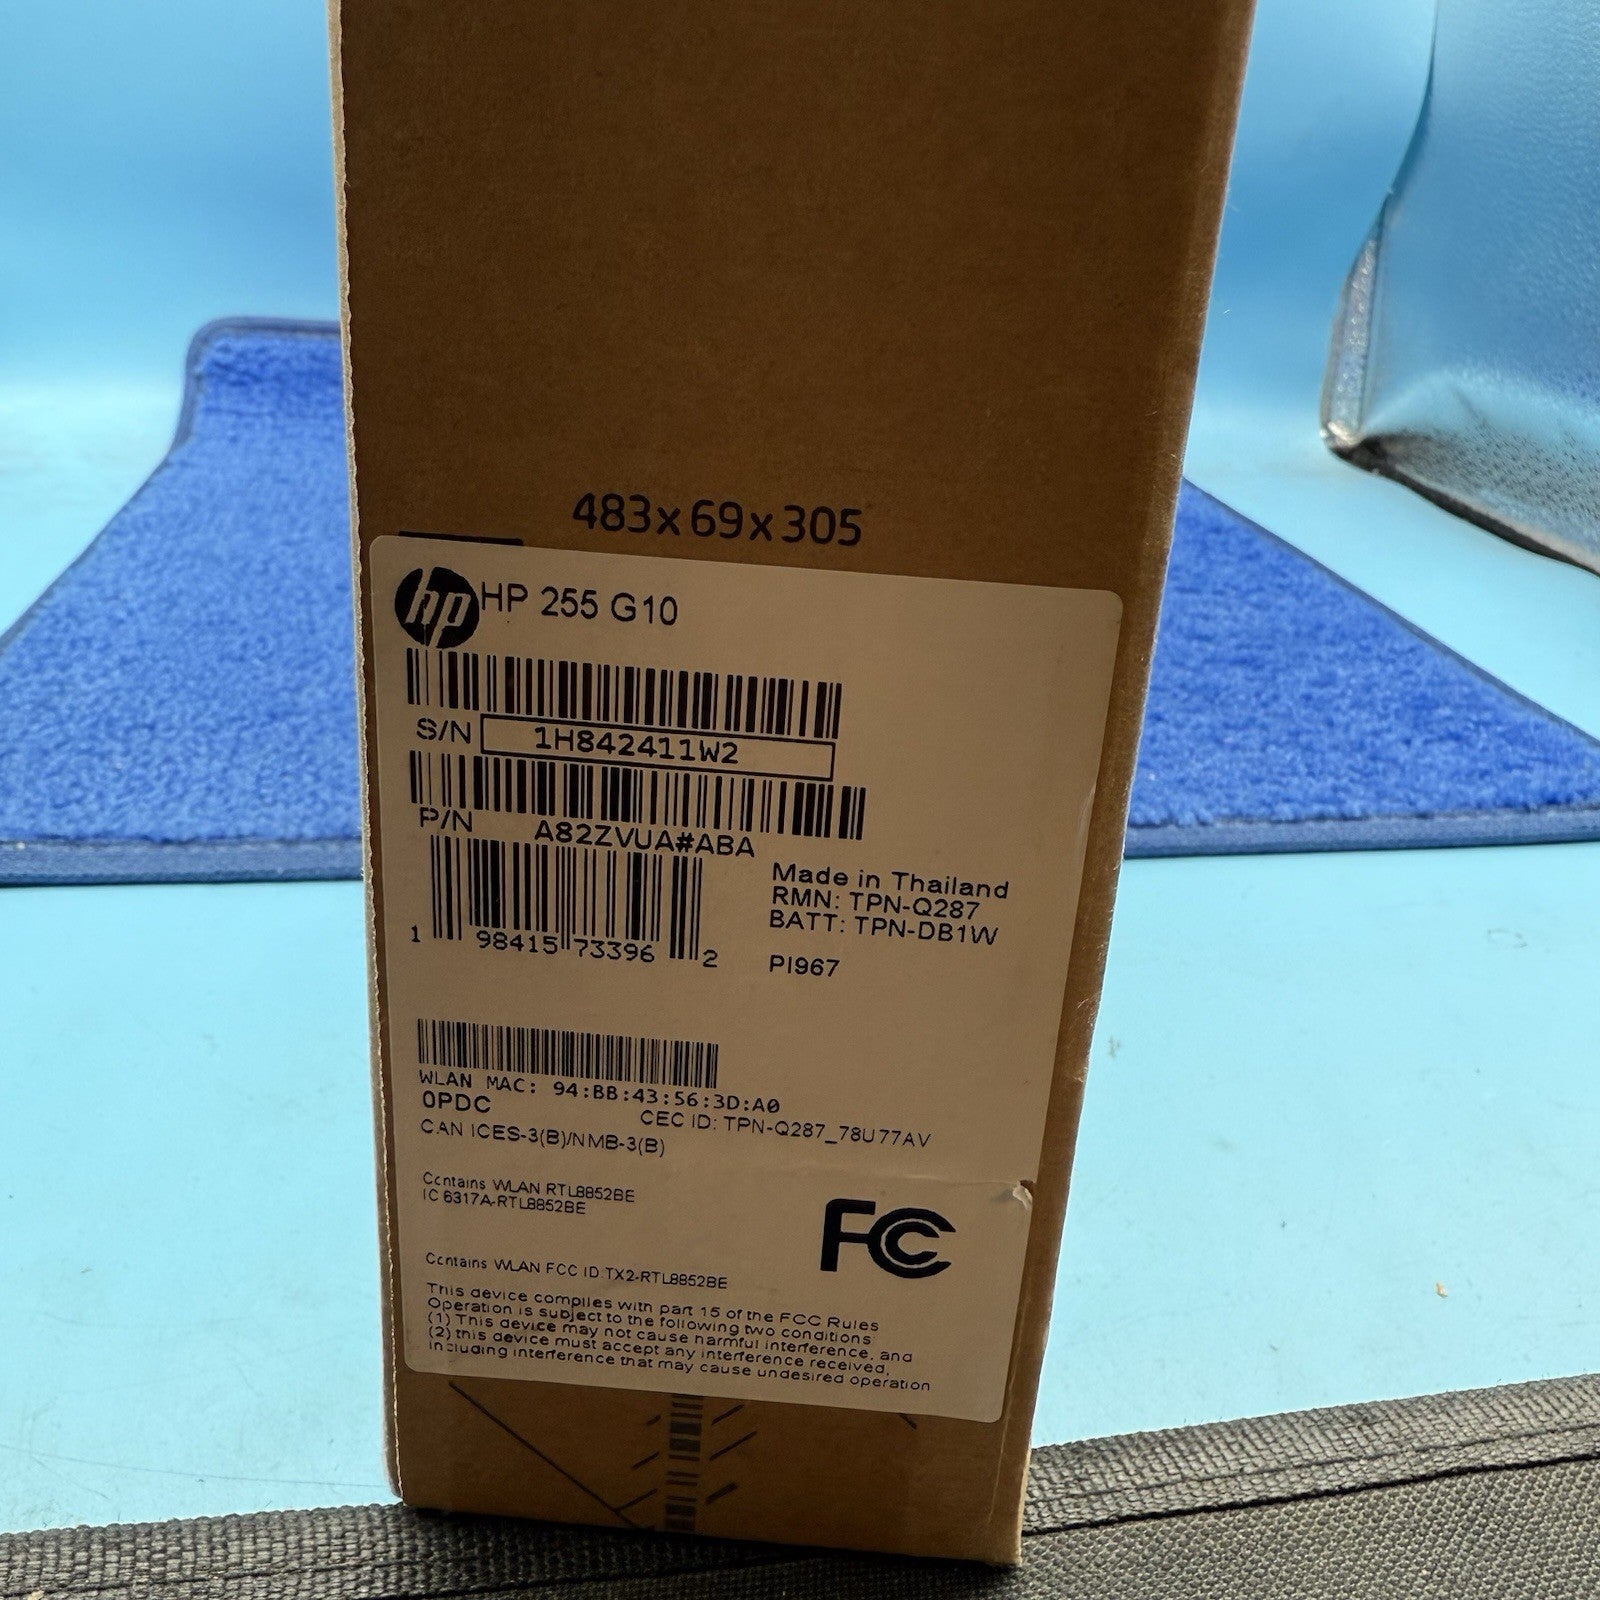 483x69x305
hp HP 255 G10
S/N 1H842411W2
P/N A82ZVUA#ABA
1 98415 73396 2
Made in Thailand
RMN: TPN-Q287
BATT: TPN-DB1W
PI967
WLAN MAC: 94:BB:43:56:3D:A0
0PDC
CEC ID: TPN-Q287_78U77AV
CAN ICES-3(B)/NMB-3(B)
Contains WLAN RTL8852BE
IC 6317A-RTL8852BE
FC
Contains WLAN FCC ID:TX2-RTL8852BE
This device complies with part 15 of the FCC Rules
Operation is subject to the following two conditions:
(1) This device may not cause harmful interference, and
(2) this device must accept any interference received,
including interference that may cause undesired operation